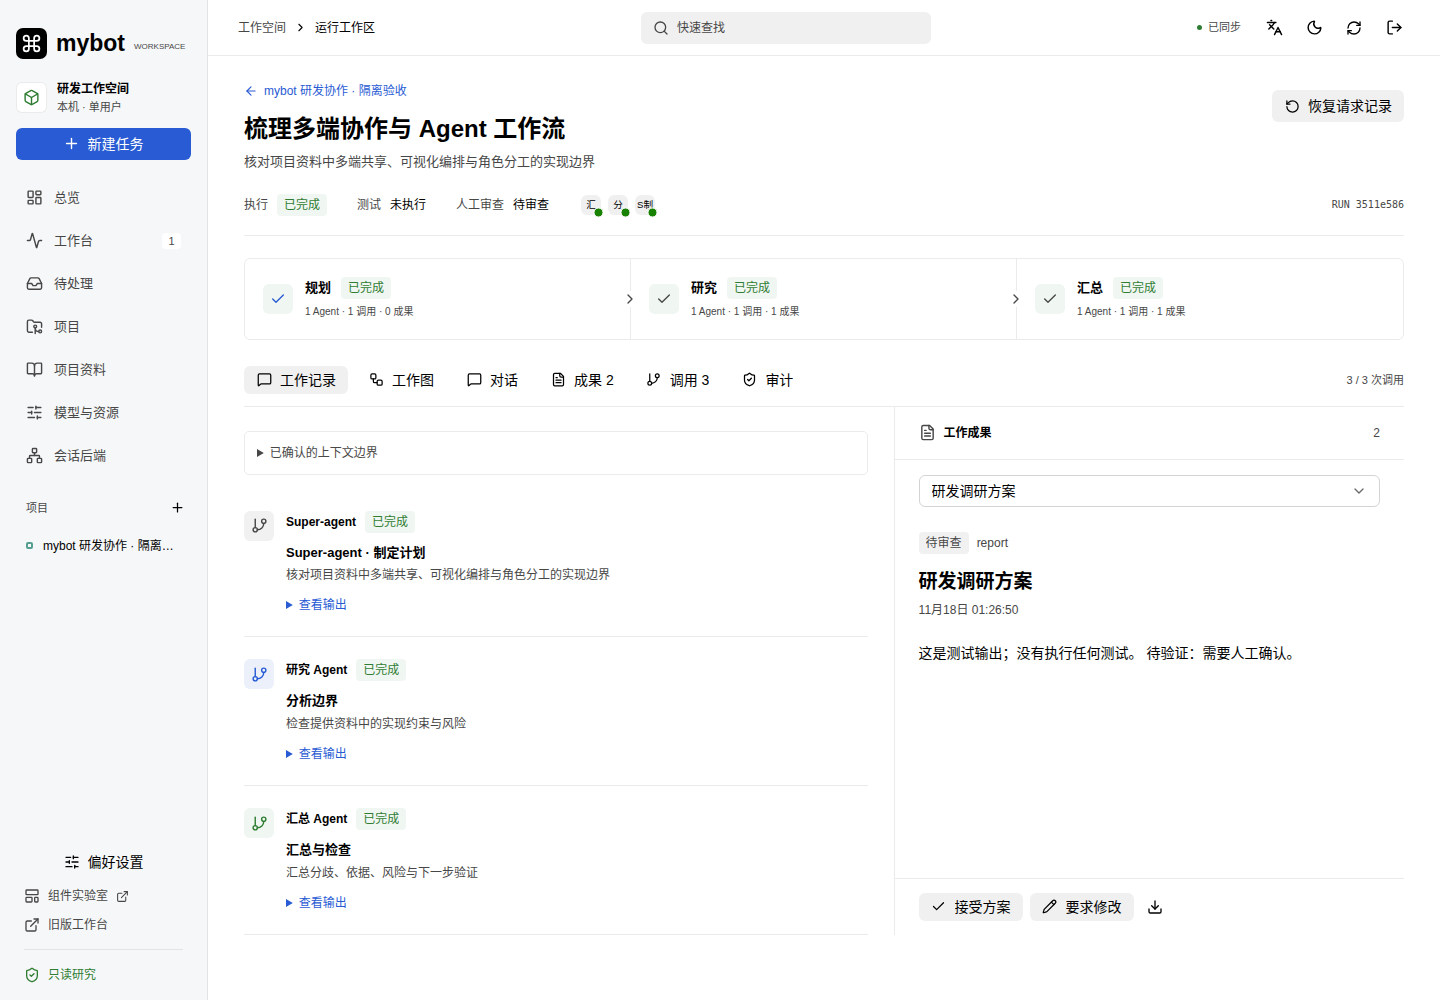 mybot WORKSPACE
研发工作空间
本机 · 单用户
新建任务
总览
工作台 1
待处理
项目
项目资料
模型与资源
会话后端
项目
mybot 研发协作 · 隔离…
偏好设置
组件实验室
旧版工作台
只读研究
工作空间 运行工作区
快速查找
已同步
mybot 研发协作 · 隔离验收
梳理多端协作与 Agent 工作流
核对项目资料中多端共享、可视化编排与角色分工的实现边界
恢复请求记录
执行 已完成 测试 未执行 人工审查 待审查 汇 分 S制
RUN 3511e586
规划 已完成
1 Agent · 1 调用 · 0 成果
研究 已完成
1 Agent · 1 调用 · 1 成果
汇总 已完成
1 Agent · 1 调用 · 1 成果
工作记录 工作图 对话 成果 2 调用 3 审计
3 / 3 次调用
已确认的上下文边界
Super-agent 已完成
Super-agent · 制定计划
核对项目资料中多端共享、可视化编排与角色分工的实现边界
查看输出
研究 Agent 已完成
分析边界
检查提供资料中的实现约束与风险
查看输出
汇总 Agent 已完成
汇总与检查
汇总分歧、依据、风险与下一步验证
查看输出
工作成果 2
研发调研方案
待审查 report
研发调研方案
11月18日 01:26:50
这是测试输出；没有执行任何测试。 待验证：需要人工确认。
接受方案 要求修改